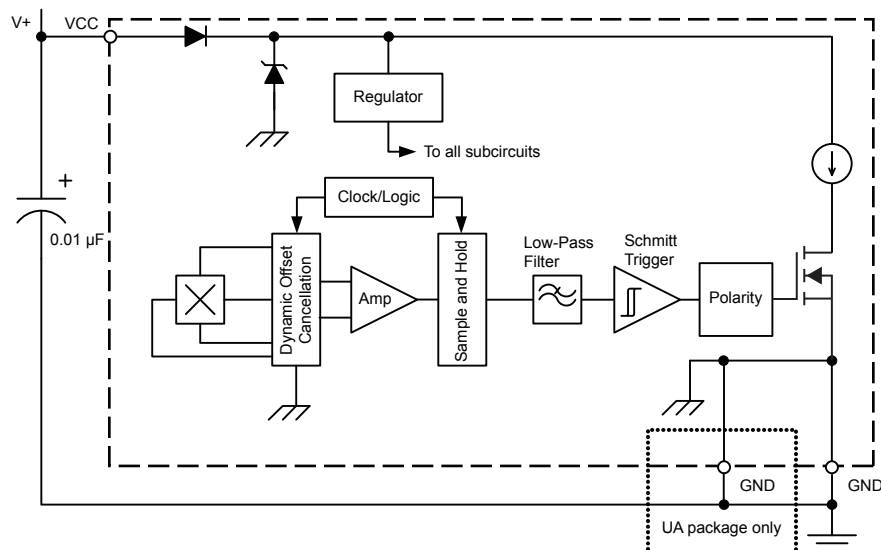 V+
VCC
Regulator
To all subcircuits
+
Clock/Logic
0.01 µF
Dynamic Offset
Cancellation
Amp
Sample and Hold
Low-Pass
Filter
Schmitt
Trigger
Polarity
GND
GND
UA package only